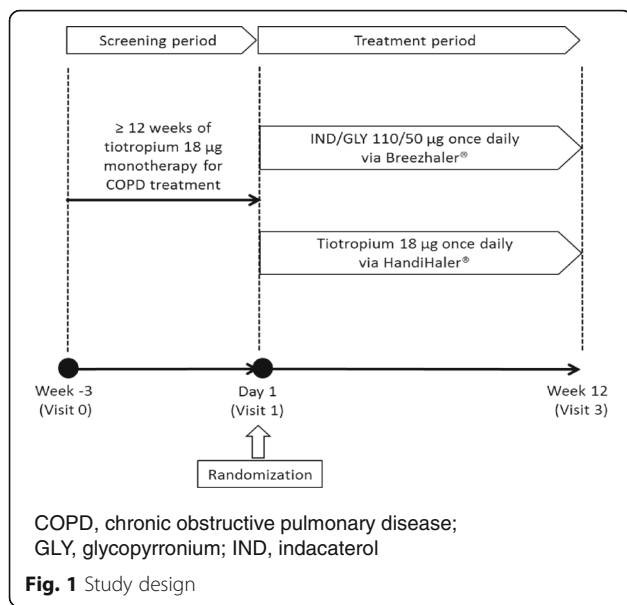 Screening period
Treatment period
≥ 12 weeks of
tiotropium 18 µg
monotherapy for
COPD treatment
IND/GLY 110/50 µg once daily
via Breezhaler®
Tiotropium 18 µg once daily
via HandiHaler®
Week -3
(Visit 0)
Day 1
(Visit 1)
Week 12
(Visit 3)
Randomization
COPD, chronic obstructive pulmonary disease;
GLY, glycopyrronium; IND, indacaterol
Fig. 1 Study design